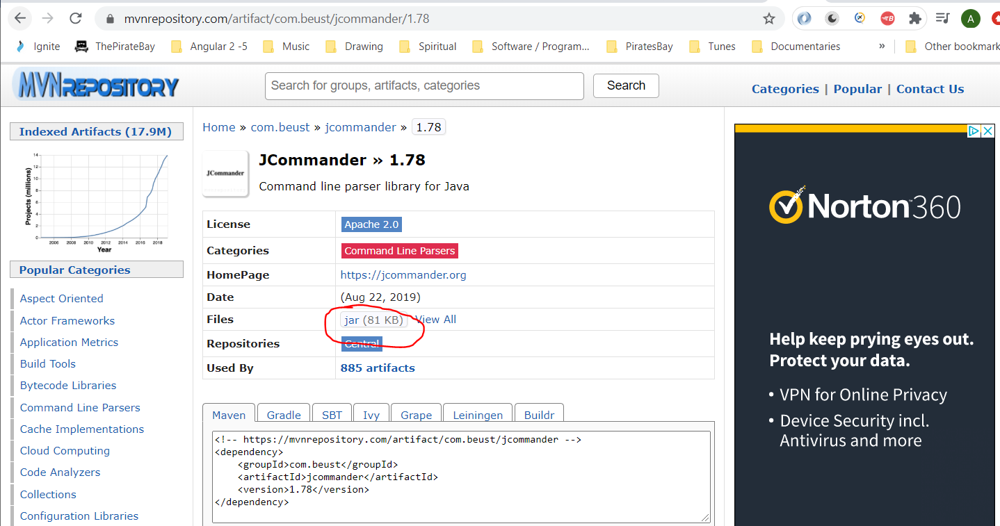 mvnrepository.com/artifact/com.beust/jcommander/1.78
A
Ignite ThePirateBay Angular 2 -5 Music Drawing Spiritual Software / Program... PiratesBay Tunes Documentaries » Other bookmark
MVNREPOSITORY
Search for groups, artifacts, categories
Search
Categories | Popular | Contact Us
Indexed Artifacts (17.9M)
Projects (millions)
14
12
10
8
6
4
2
0
2006 2008 2010 2012 2014 2016 2018
Year
Popular Categories
Aspect Oriented
Actor Frameworks
Application Metrics
Build Tools
Bytecode Libraries
Command Line Parsers
Cache Implementations
Cloud Computing
Code Analyzers
Collections
Configuration Libraries
Home » com.beust » jcommander » 1.78
JCommander
JCommander » 1.78
Command line parser library for Java
License Apache 2.0
Categories Command Line Parsers
HomePage https://jcommander.org
Date (Aug 22, 2019)
Files jar (81 KB) View All
Repositories Central
Used By 885 artifacts
Maven Gradle SBT Ivy Grape Leiningen Buildr
<!-- https://mvnrepository.com/artifact/com.beust/jcommander -->
<dependency>
    <groupId>com.beust</groupId>
    <artifactId>jcommander</artifactId>
    <version>1.78</version>
</dependency>
Norton 360
Help keep prying eyes out.
Protect your data.
• VPN for Online Privacy
• Device Security incl.
Antivirus and more